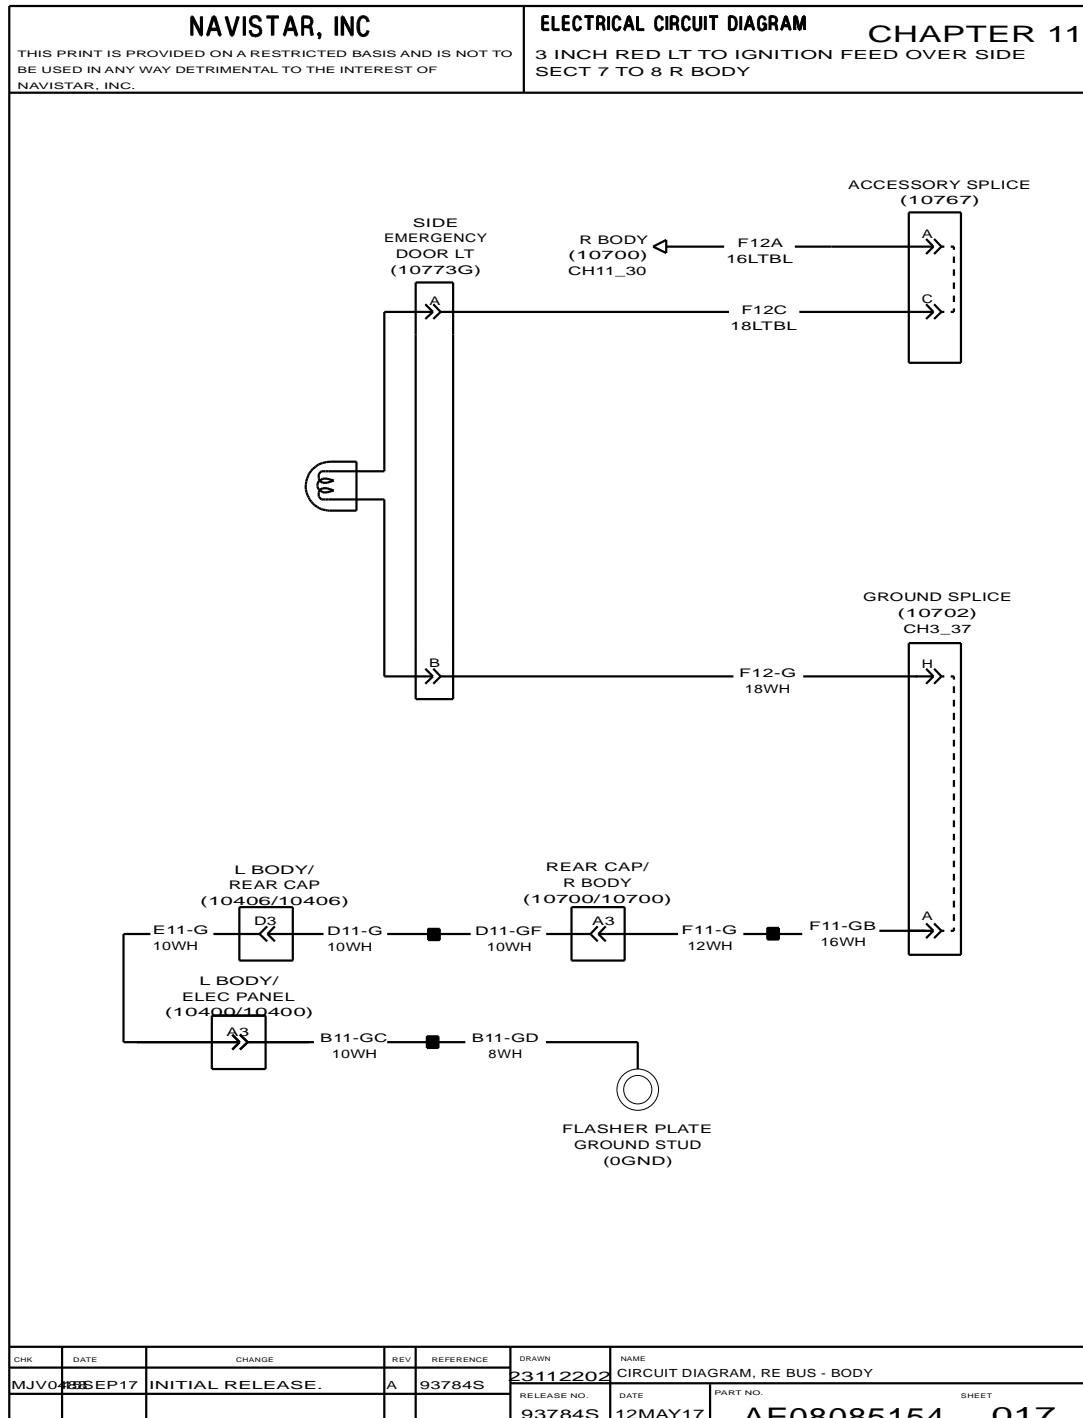 NAVISTAR, INC
THIS PRINT IS PROVIDED ON A RESTRICTED BASIS AND IS NOT TO
BE USED IN ANY WAY DETRIMENTAL TO THE INTEREST OF
NAVISTAR, INC.
ELECTRICAL CIRCUIT DIAGRAM
CHAPTER 11
3 INCH RED LT TO IGNITION FEED OVER SIDE
SECT 7 TO 8 R BODY
ACCESSORY SPLICE
(10767)
SIDE
EMERGENCY
DOOR LT
(10773G)
R BODY
(10700)
CH11_30
F12A
16LTBL
A
A
F12C
18LTBL
C
GROUND SPLICE
(10702)
CH3_37
B
F12-G
18WH
H
L BODY/
REAR CAP
(10406/10406)
REAR CAP/
R BODY
(10700/10700)
E11-G
10WH
D3
D11-G
10WH
D11-GF
10WH
A3
F11-G
12WH
F11-GB
16WH
A
L BODY/
ELEC PANEL
(10400/10400)
A3
B11-GC
10WH
B11-GD
8WH
FLASHER PLATE
GROUND STUD
(0GND)
CHK DATE CHANGE REV REFERENCE
SEP17 INITIAL RELEASE. A 93784S
DRAWN
23112202
NAME
CIRCUIT DIAGRAM, RE BUS - BODY
RELEASE NO.
93784S
DATE
12MAY17
PART NO.
AE08085154
SHEET
017